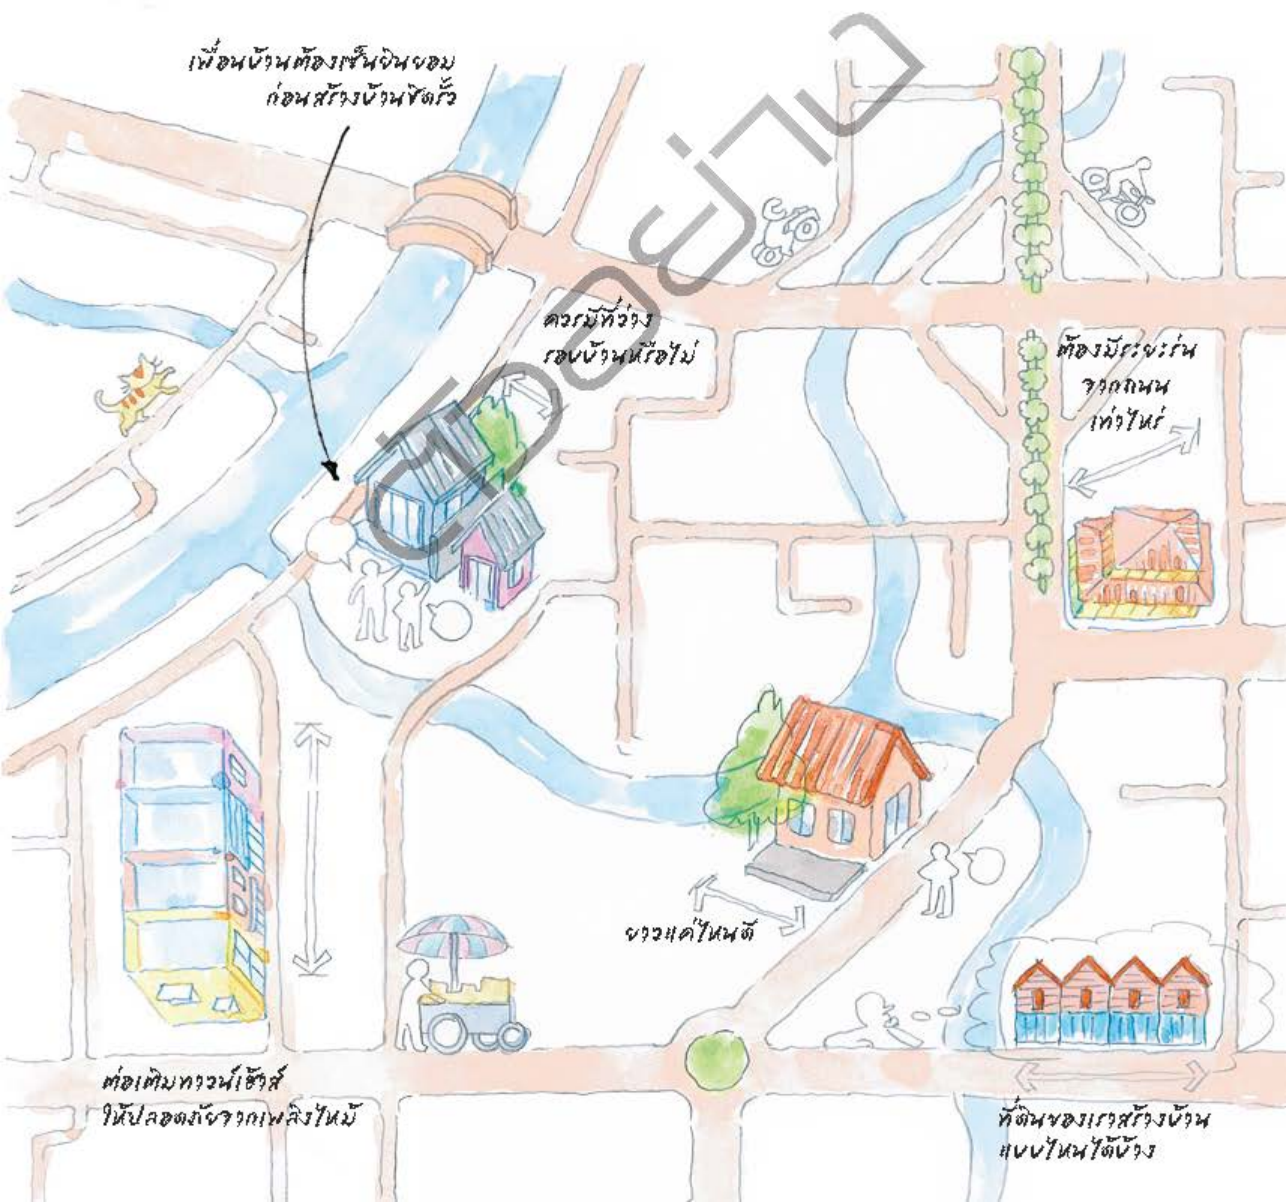 เพื่อนบ้านต้องเซ็นยินยอม
ก่อนสร้างบ้านชิดรั้ว
ตัวอย่าง
ควรมีที่ว่าง
รอบบ้านหรือไม่
ต้องมีระยะร่น
จากถนน
เท่าไหร่
ยาวแค่ไหนดี
ต่อเติมทาวน์เฮ้าส์
ให้ปลอดภัยจากเพลิงไหม้
ที่ดินของเราสร้างบ้าน
แบบไหนได้บ้าง